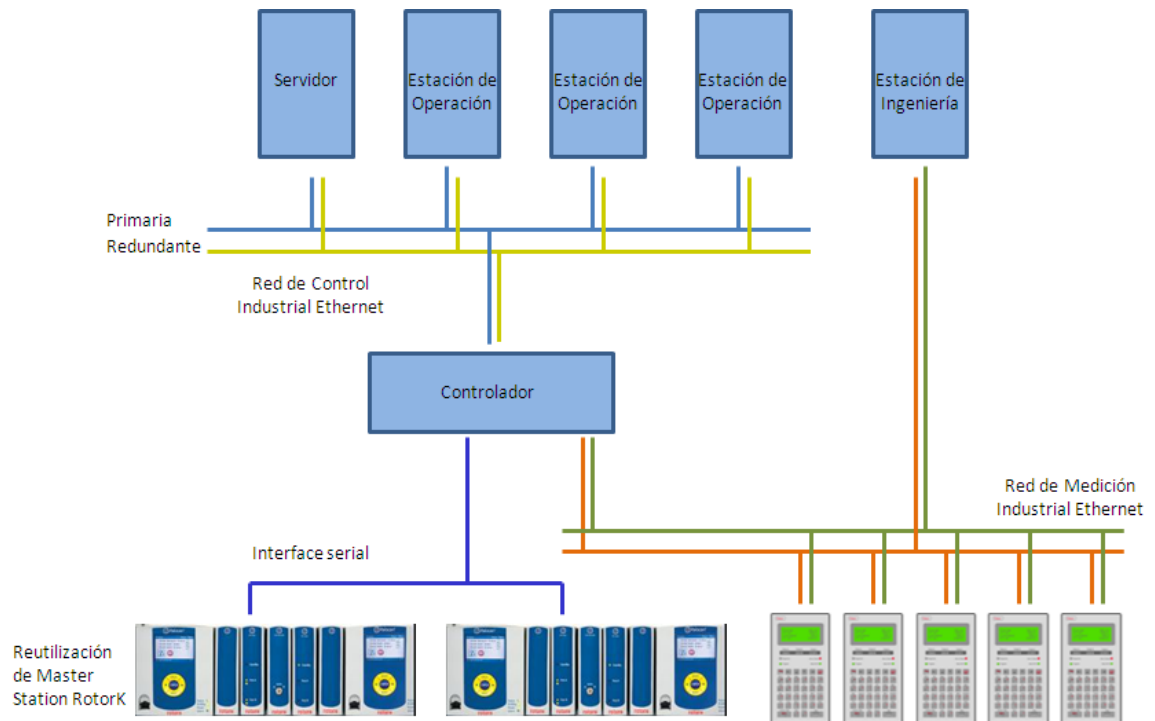 Servidor
Estación de
Operación
Estación de
Operación
Estación de
Operación
Estación de
Ingeniería
Primaria
Redundante
Red de Control
Industrial Ethernet
Controlador
Red de Medición
Industrial Ethernet
Interface serial
Reutilización
de Master
Station RotorK